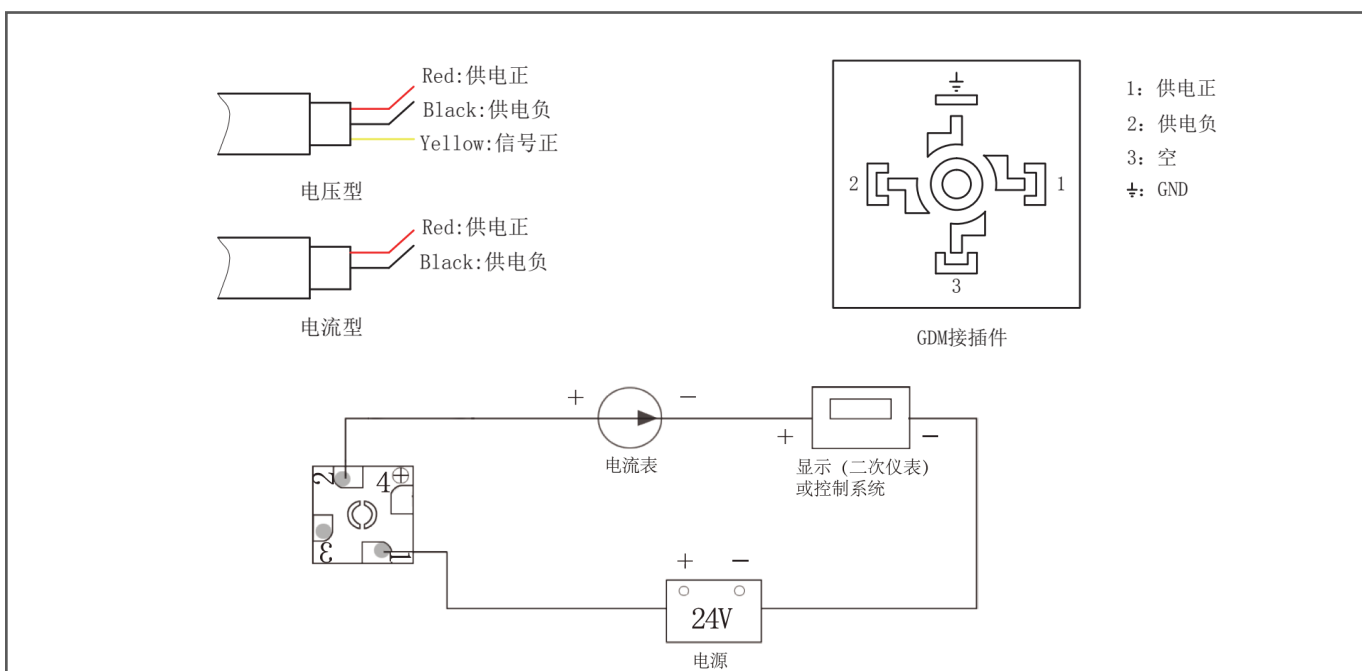 Red:供电正
Black:供电负
Yellow:信号正
电压型
Red:供电正
Black:供电负
电流型
2
1
3
GDM接插件
1: 供电正
2: 供电负
3: 空
⏚: GND
+
−
电流表
+
−
显示 (二次仪表)
或控制系统
2
4
3
1
+
−
24V
电源